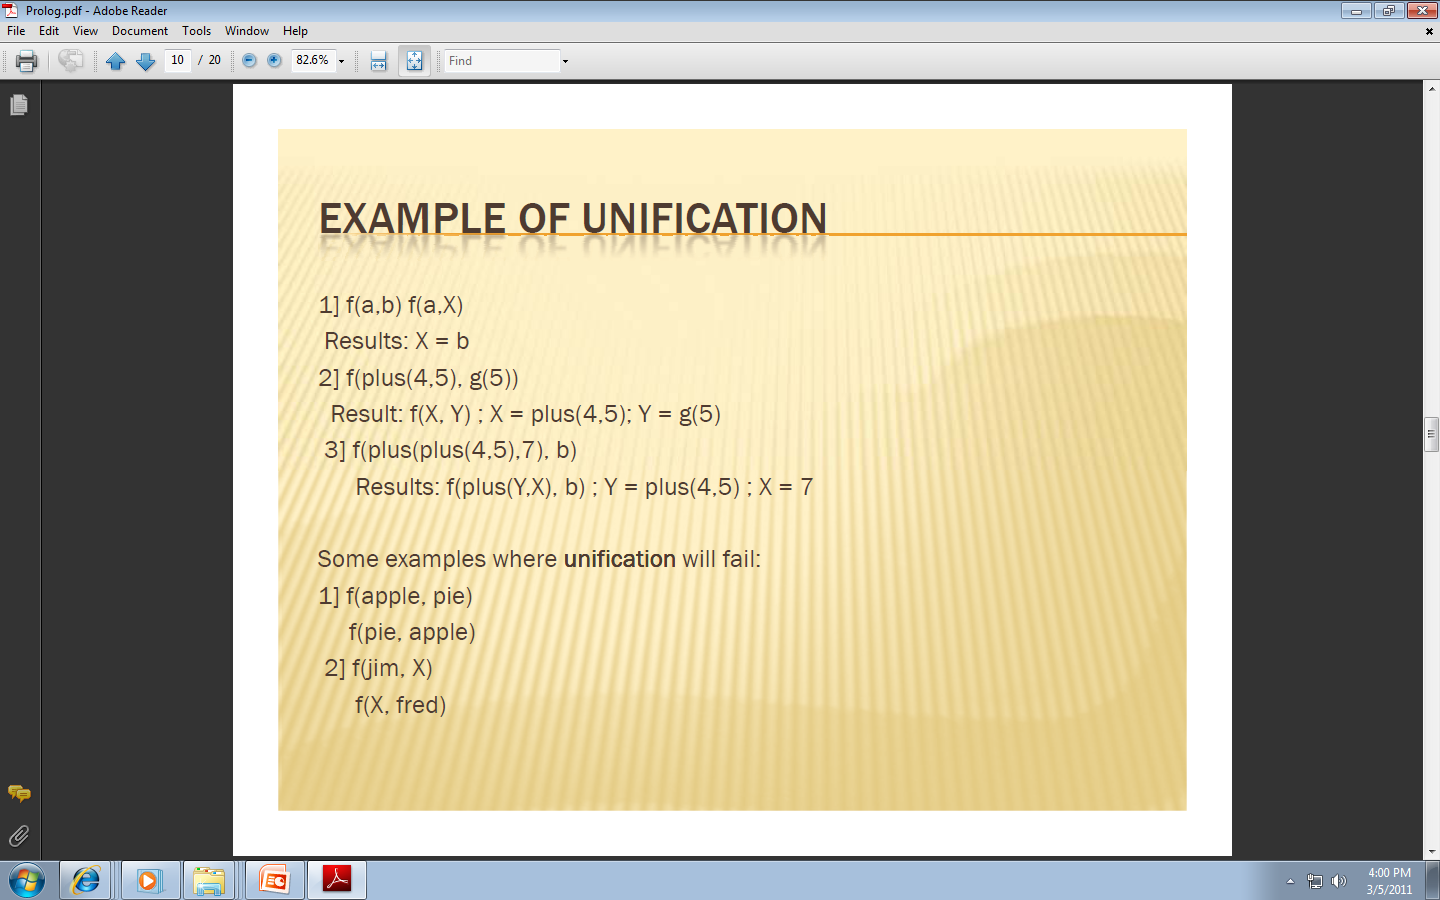 Prolog.pdf - Adobe Reader
File Edit View Document Tools Window Help
10 / 20 82.6% Find
EXAMPLE OF UNIFICATION
1] f(a,b) f(a,X)
Results: X = b
2] f(plus(4,5), g(5))
Result: f(X, Y) ; X = plus(4,5); Y = g(5)
3] f(plus(plus(4,5),7), b)
Results: f(plus(Y,X), b) ; Y = plus(4,5) ; X = 7
Some examples where unification will fail:
1] f(apple, pie)
f(pie, apple)
2] f(jim, X)
f(X, fred)
4:00 PM
3/5/2011